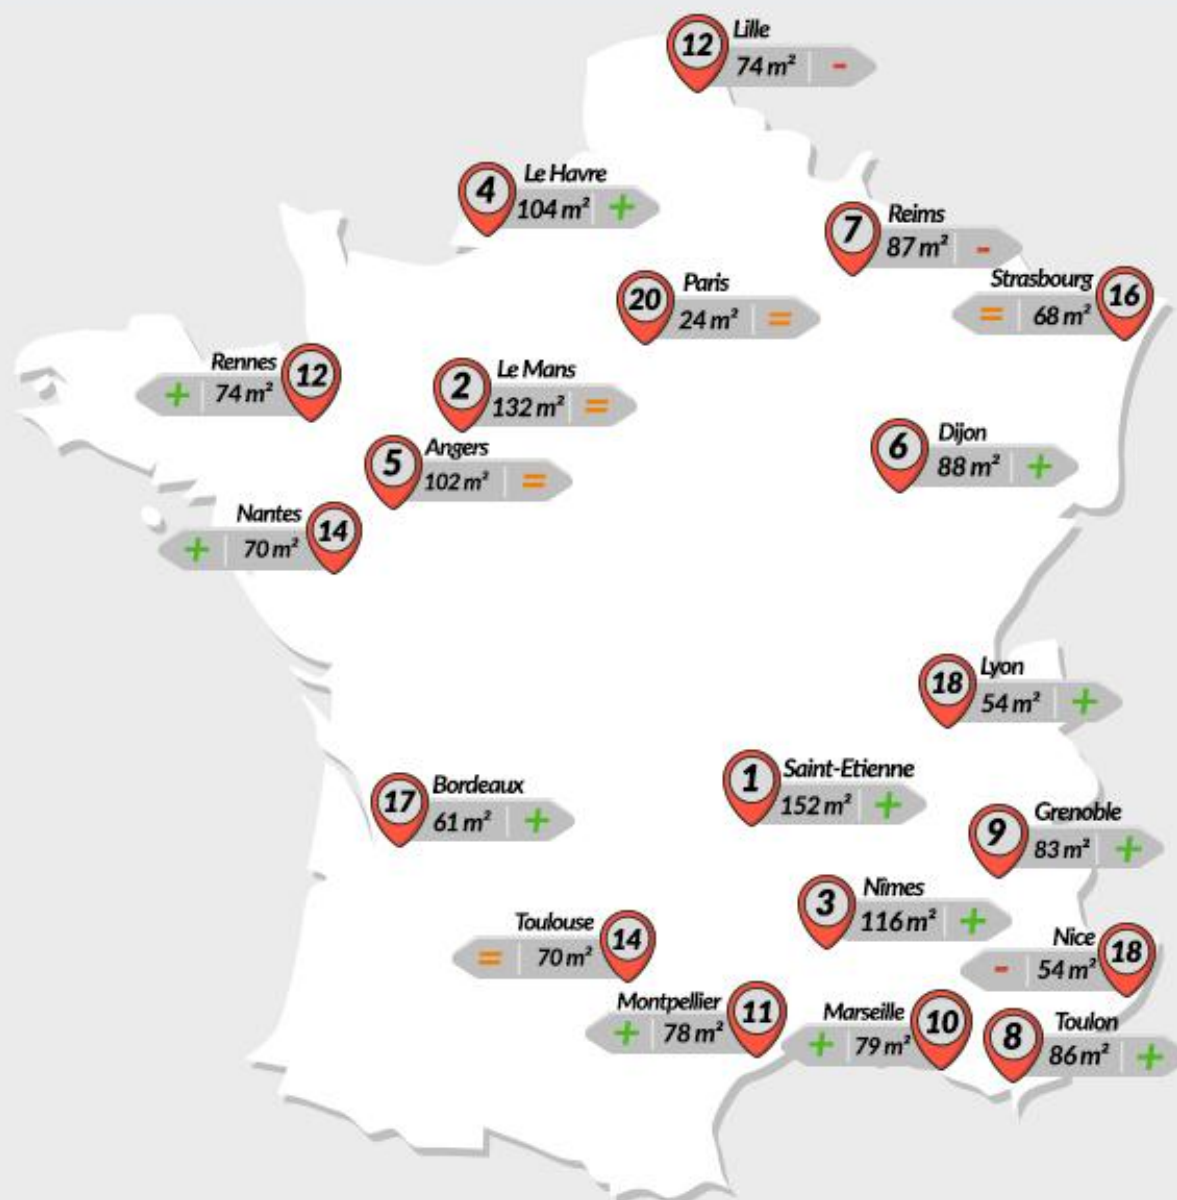 Lille
12 74 m² -
Le Havre
4 104 m² +
Reims
7 87 m² -
Paris
20 24 m² =
Strasbourg
= 68 m² 16
Rennes
+ 74 m² 12
Le Mans
2 132 m² =
Angers
5 102 m² =
Dijon
6 88 m² +
Nantes
+ 70 m² 14
Lyon
18 54 m² +
Saint-Etienne
1 152 m² +
Bordeaux
17 61 m² +
Grenoble
9 83 m² +
Nîmes
3 116 m² +
Toulouse
= 70 m² 14
Nice
- 54 m² 18
Montpellier
+ 78 m² 11
Marseille
+ 79 m² 10
Toulon
8 86 m² +